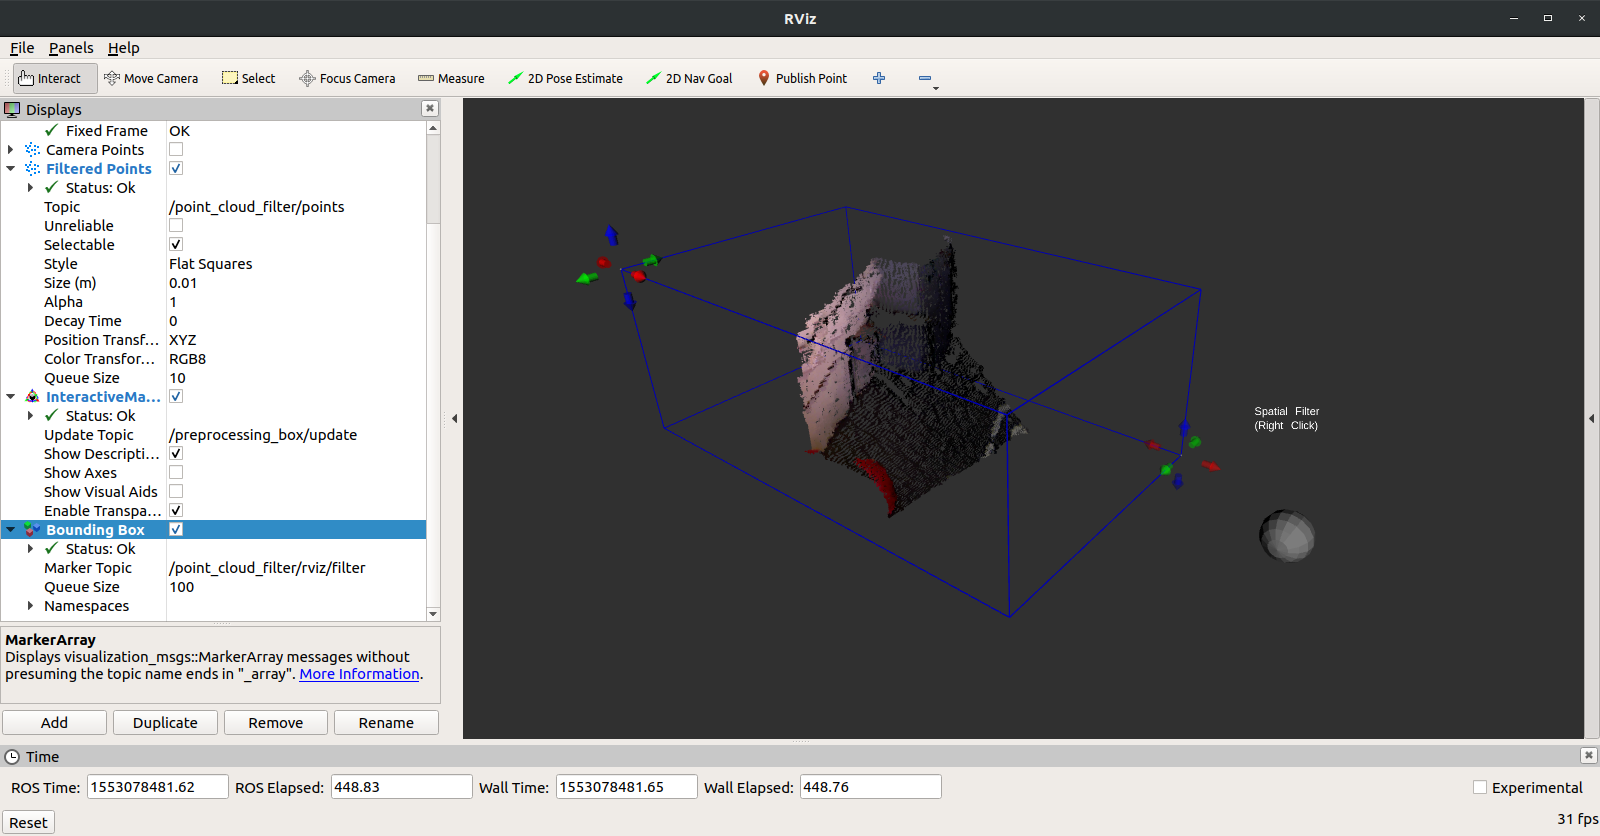 RViz
File Panels Help
Interact Move Camera Select Focus Camera Measure 2D Pose Estimate 2D Nav Goal Publish Point
Displays
Fixed Frame OK
Camera Points
Filtered Points
Status: Ok
Topic /point_cloud_filter/points
Unreliable
Selectable
Style Flat Squares
Size (m) 0.01
Alpha 1
Decay Time 0
Position Transf... XYZ
Color Transfor... RGB8
Queue Size 10
InteractiveMa...
Status: Ok
Update Topic /preprocessing_box/update
Show Descripti...
Show Axes
Show Visual Aids
Enable Transpa...
Bounding Box
Status: Ok
Marker Topic /point_cloud_filter/rviz/filter
Queue Size 100
Namespaces
MarkerArray
Displays visualization_msgs::MarkerArray messages without
presuming the topic name ends in "_array". More Information.
Add Duplicate Remove Rename
Spatial Filter
(Right Click)
Time
ROS Time: 1553078481.62 ROS Elapsed: 448.83 Wall Time: 1553078481.65 Wall Elapsed: 448.76 Experimental
Reset 31 fps